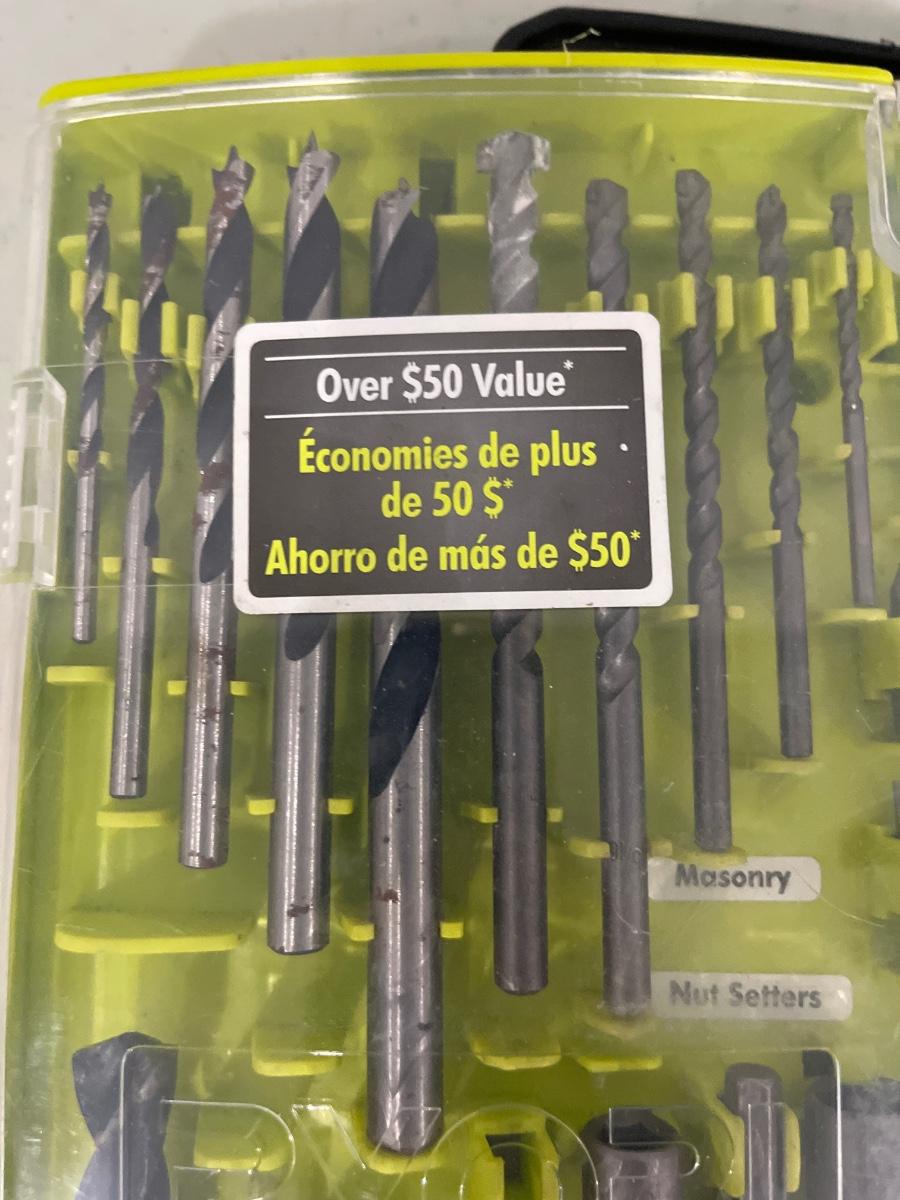 Over $50 Value*
Économies de plus
de 50 $*
Ahorro de más de $50*
Masonry
Nut Setters